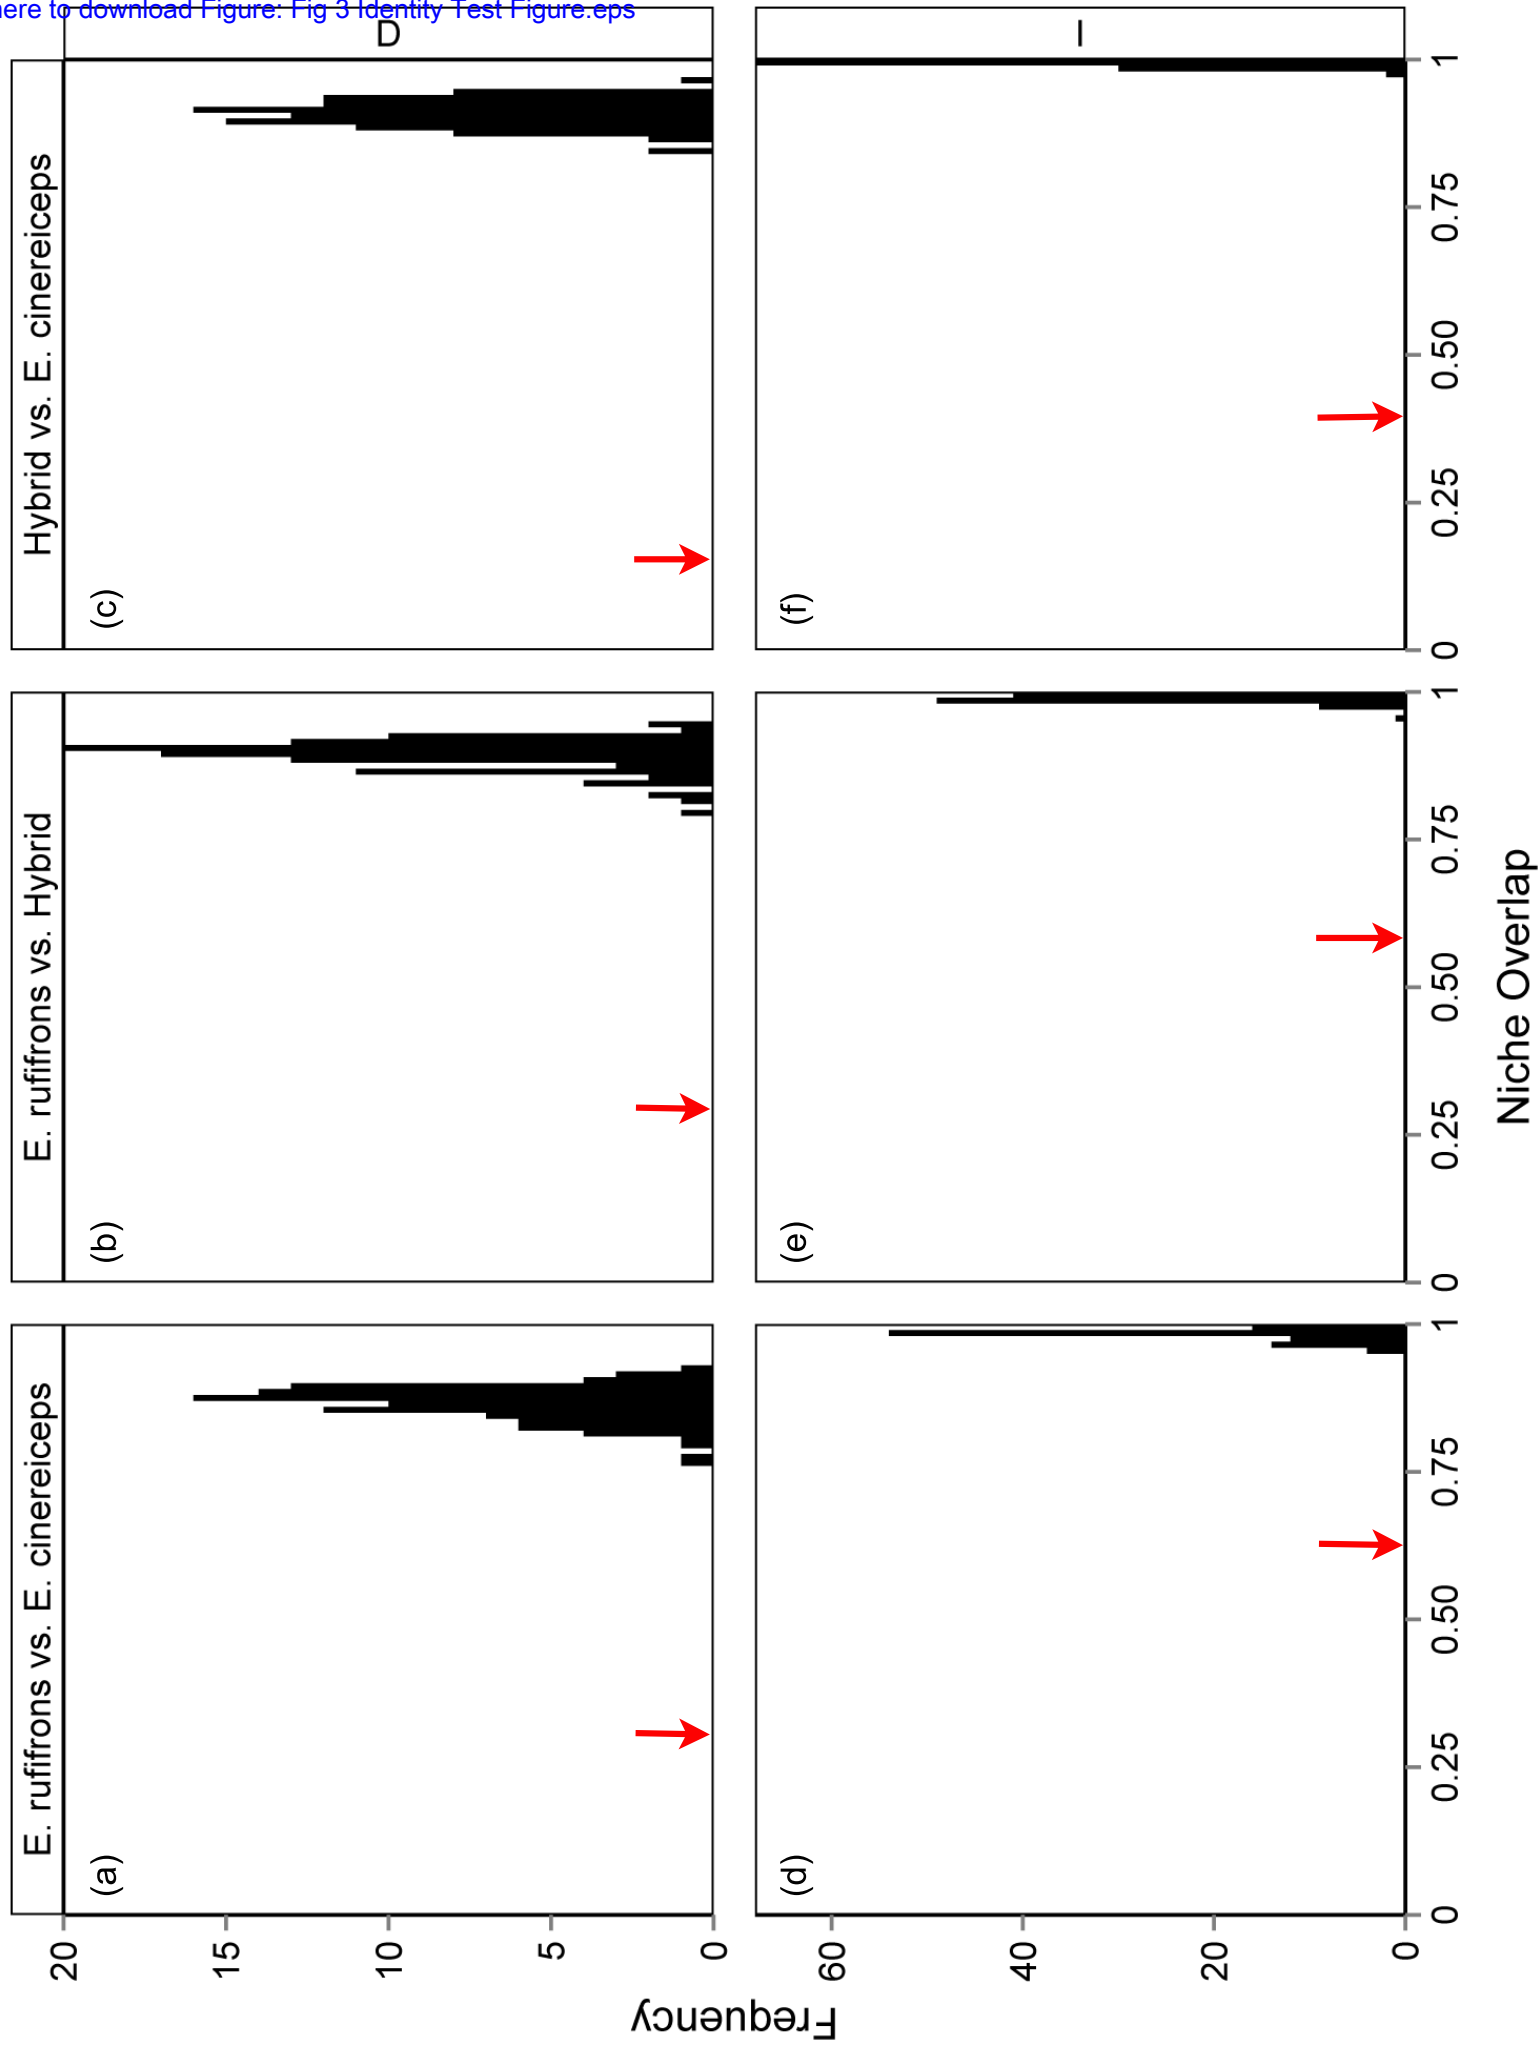 here to download Figure: Fig 3 Identity Test Figure.eps
E. rufifrons vs. E. cinereiceps
E. rufifrons vs. Hybrid
Hybrid vs. E. cinereiceps
(a)
(b)
(c)
D
20
15
10
5
0
(d)
(e)
(f)
I
60
40
20
0
Frequency
0 0.25 0.50 0.75 1
0 0.25 0.50 0.75 1
0 0.25 0.50 0.75 1
Niche Overlap